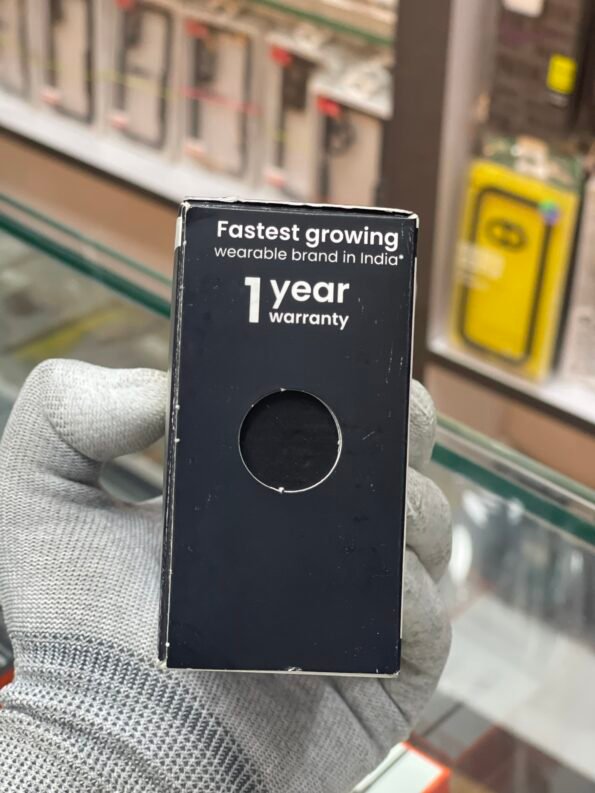 Fastest growing
wearable brand in India*
1 year
warranty